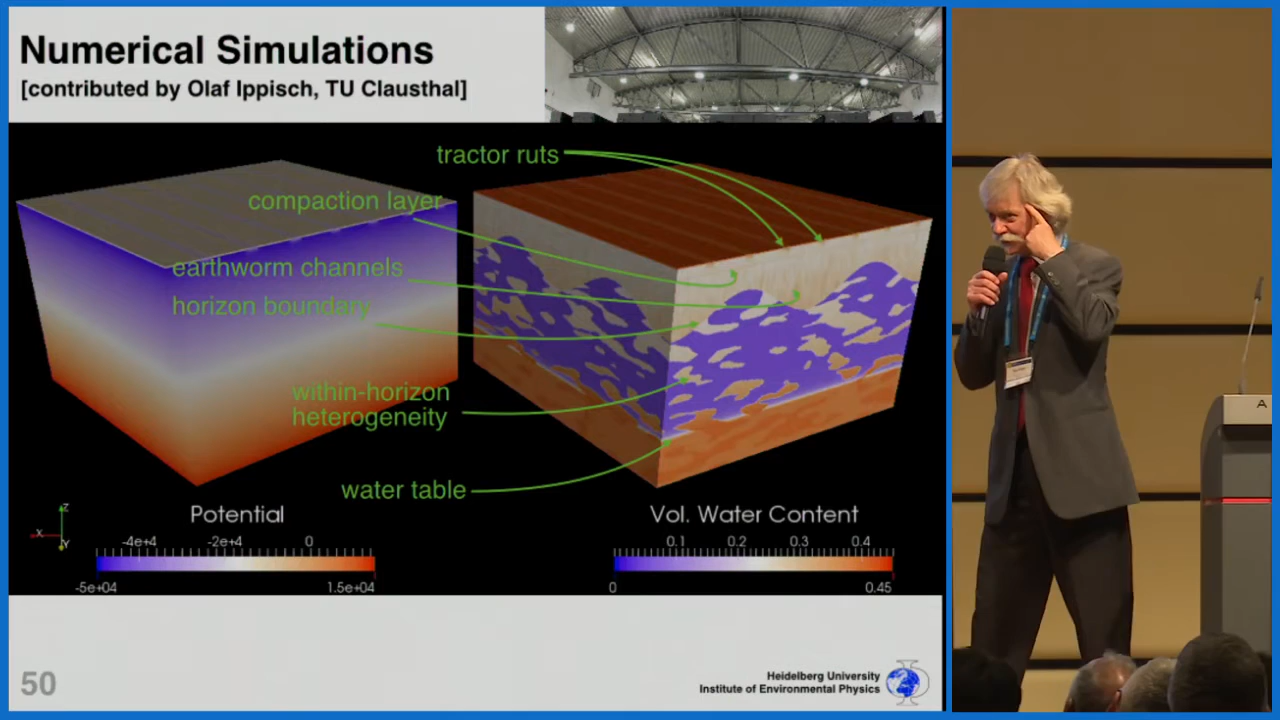 Numerical Simulations
[contributed by Olaf Ippisch, TU Clausthal]
tractor ruts
compaction layer
earthworm channels
horizon boundary
within-horizon
heterogeneity
water table
Potential
-4e+4 -2e+4 0
-5e+04 1.5e+04
Z
X
Y
Vol. Water Content
0.1 0.2 0.3 0.4
0 0.45
50
Heidelberg University
Institute of Environmental Physics
A